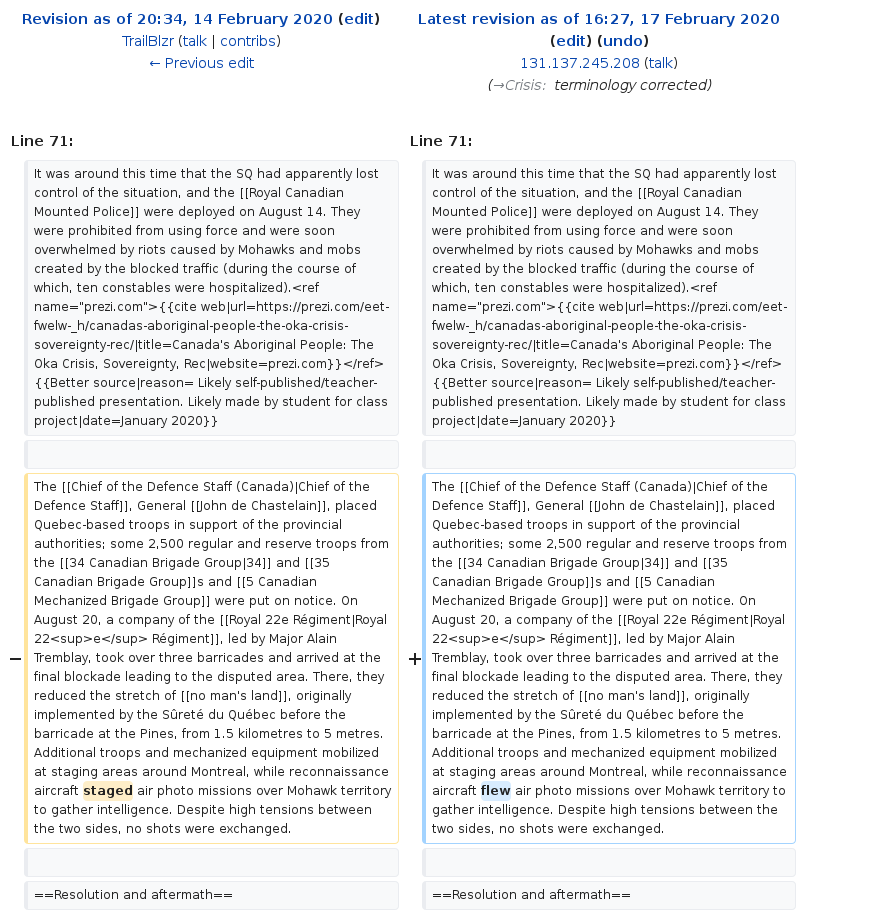 Revision as of 20:34, 14 February 2020 (edit)
TrailBlzr (talk | contribs)
← Previous edit
Latest revision as of 16:27, 17 February 2020
(edit) (undo)
131.137.245.208 (talk)
(→Crisis: terminology corrected)
Line 71:
It was around this time that the SQ had apparently lost
control of the situation, and the [[Royal Canadian
Mounted Police]] were deployed on August 14. They
were prohibited from using force and were soon
overwhelmed by riots caused by Mohawks and mobs
created by the blocked traffic (during the course of
which, ten constables were hospitalized).<ref
name="prezi.com">{{cite web|url=https://prezi.com/eet-
fwelw-_h/canadas-aboriginal-people-the-oka-crisis-
sovereignty-rec/|title=Canada's Aboriginal People: The
Oka Crisis, Sovereignty, Rec|website=prezi.com}}</ref>
{{Better source|reason= Likely self-published/teacher-
published presentation. Likely made by student for class
project|date=January 2020}}
−
The [[Chief of the Defence Staff (Canada)|Chief of the
Defence Staff]], General [[John de Chastelain]], placed
Quebec-based troops in support of the provincial
authorities; some 2,500 regular and reserve troops from
the [[34 Canadian Brigade Group|34]] and [[35
Canadian Brigade Group]]s and [[5 Canadian
Mechanized Brigade Group]] were put on notice. On
August 20, a company of the [[Royal 22e Régiment|Royal
22<sup>e</sup> Régiment]], led by Major Alain
Tremblay, took over three barricades and arrived at the
final blockade leading to the disputed area. There, they
reduced the stretch of [[no man's land]], originally
implemented by the Sûreté du Québec before the
barricade at the Pines, from 1.5 kilometres to 5 metres.
Additional troops and mechanized equipment mobilized
at staging areas around Montreal, while reconnaissance
aircraft staged air photo missions over Mohawk territory
to gather intelligence. Despite high tensions between
the two sides, no shots were exchanged.
==Resolution and aftermath==
Line 71:
It was around this time that the SQ had apparently lost
control of the situation, and the [[Royal Canadian
Mounted Police]] were deployed on August 14. They
were prohibited from using force and were soon
overwhelmed by riots caused by Mohawks and mobs
created by the blocked traffic (during the course of
which, ten constables were hospitalized).<ref
name="prezi.com">{{cite web|url=https://prezi.com/eet-
fwelw-_h/canadas-aboriginal-people-the-oka-crisis-
sovereignty-rec/|title=Canada's Aboriginal People: The
Oka Crisis, Sovereignty, Rec|website=prezi.com}}</ref>
{{Better source|reason= Likely self-published/teacher-
published presentation. Likely made by student for class
project|date=January 2020}}
+
The [[Chief of the Defence Staff (Canada)|Chief of the
Defence Staff]], General [[John de Chastelain]], placed
Quebec-based troops in support of the provincial
authorities; some 2,500 regular and reserve troops from
the [[34 Canadian Brigade Group|34]] and [[35
Canadian Brigade Group]]s and [[5 Canadian
Mechanized Brigade Group]] were put on notice. On
August 20, a company of the [[Royal 22e Régiment|Royal
22<sup>e</sup> Régiment]], led by Major Alain
Tremblay, took over three barricades and arrived at the
final blockade leading to the disputed area. There, they
reduced the stretch of [[no man's land]], originally
implemented by the Sûreté du Québec before the
barricade at the Pines, from 1.5 kilometres to 5 metres.
Additional troops and mechanized equipment mobilized
at staging areas around Montreal, while reconnaissance
aircraft flew air photo missions over Mohawk territory
to gather intelligence. Despite high tensions between the
two sides, no shots were exchanged.
==Resolution and aftermath==